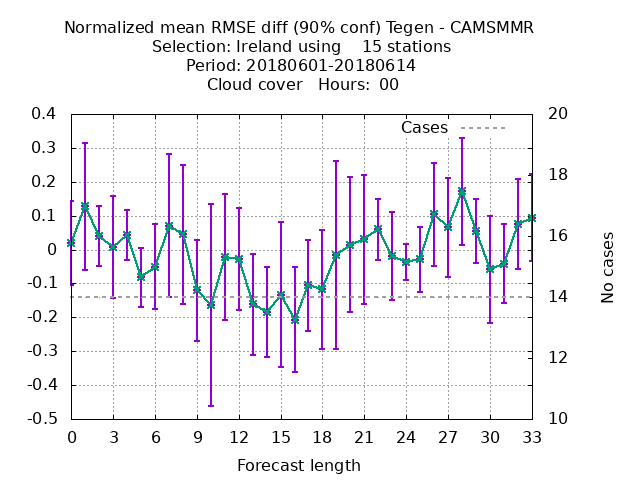 Normalized mean RMSE diff (90% conf) Tegen - CAMSMMR
Selection: Ireland using    15 stations
Period: 20180601-20180614
Cloud cover   Hours:  00
Cases
0.4
0.3
0.2
0.1
0
-0.1
-0.2
-0.3
-0.4
-0.5
20
18
16
14
12
10
No cases
0 3 6 9 12 15 18 21 24 27 30 33
Forecast length